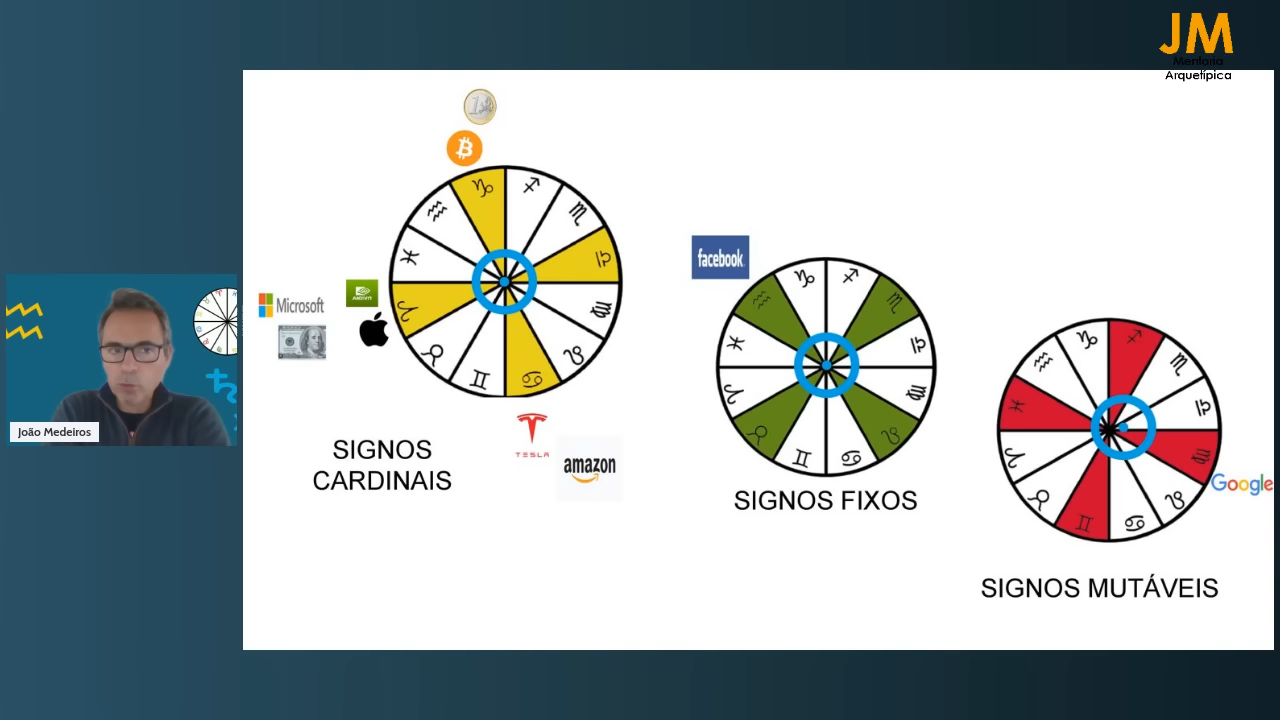 JM
Mentoria
Arquetípica
Microsoft
TESLA
amazon
SIGNOS
CARDINAIS
facebook
SIGNOS FIXOS
Google
SIGNOS MUTÁVEIS
João Medeiros